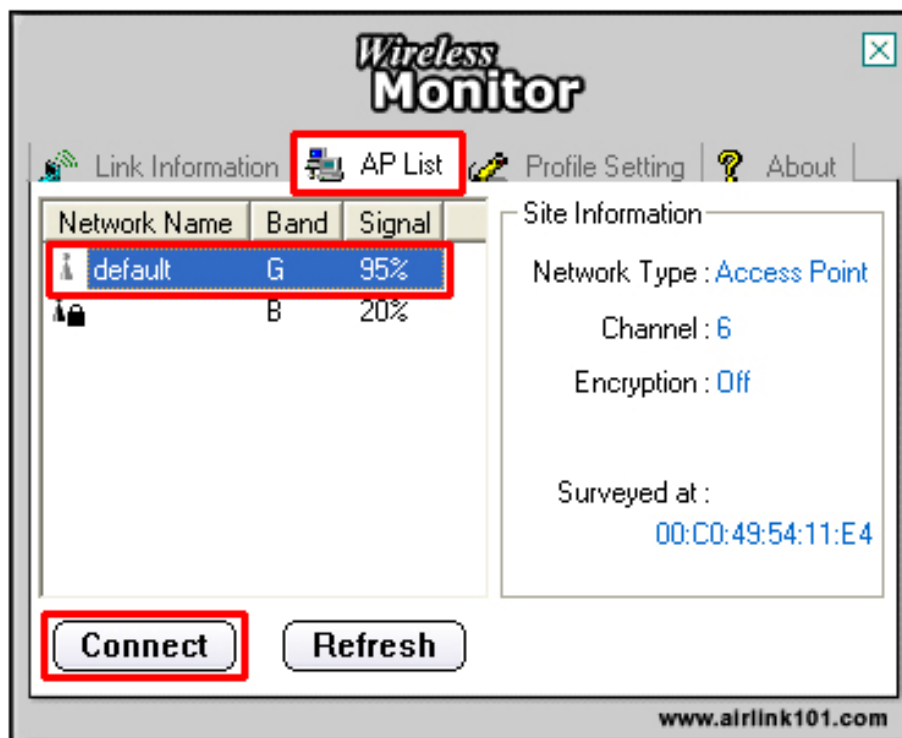 Wireless
Monitor
Link Information AP List Profile Setting About
Network Name Band Signal
default G 95%
B 20%
Site Information
Network Type : Access Point
Channel : 6
Encryption : Off
Surveyed at :
00:C0:49:54:11:E4
Connect Refresh
www.airlink101.com